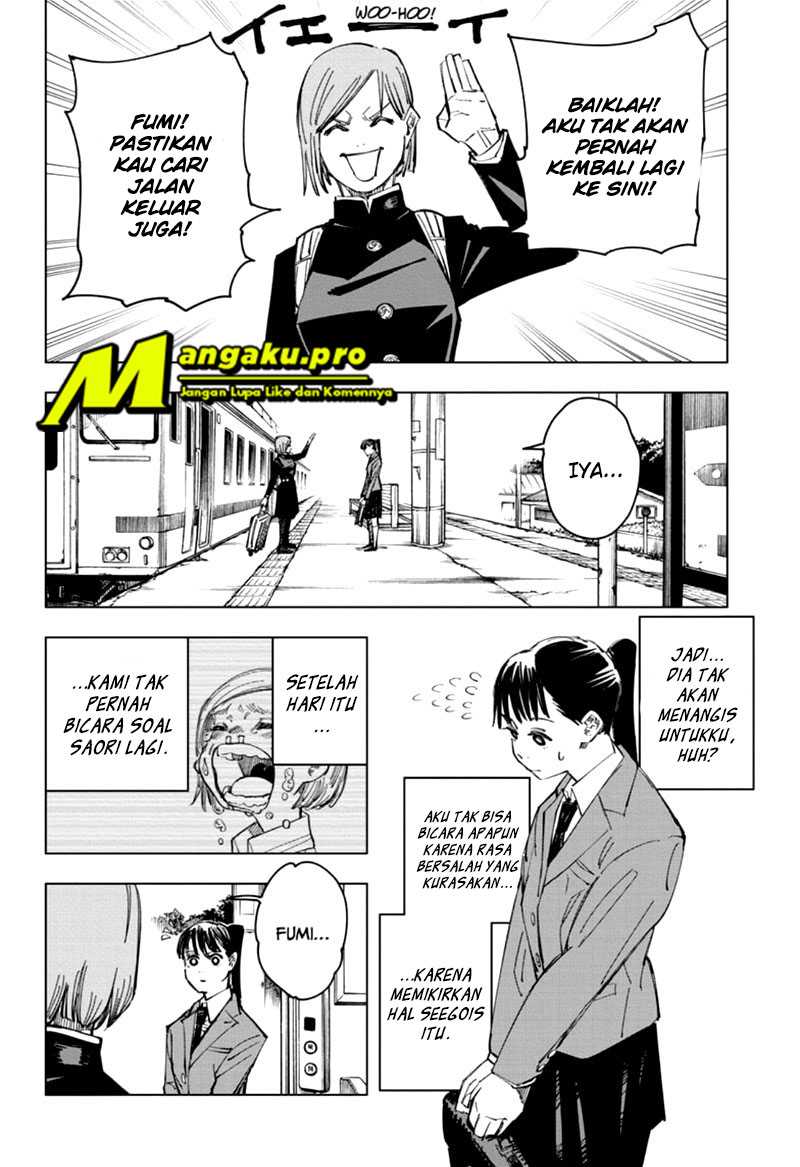 イエーイ
WOO-HOO!
BAIKLAH!
AKU TAK AKAN
PERNAH
KEMBALI LAGI
KE SINI!
FUMI!
PASTIKAN
KAU CARI
JALAN
KELUAR
JUGA!
Mangaku.pro
Jangan Lupa Like dan Komennya
IYA...
JADI...
DIA TAK
AKAN
MENANGIS
UNTUKKU,
HUH?
SETELAH
HARI ITU
...
...KAMI TAK
PERNAH
BICARA SOAL
SAORI LAGI.
AKU TAK BISA
BICARA APAPUN
KARENA RASA
BERSALAH YANG
KURASAKAN...
...KARENA
MEMIKIRKAN
HAL SEEGOIS
ITU.
FUMI...